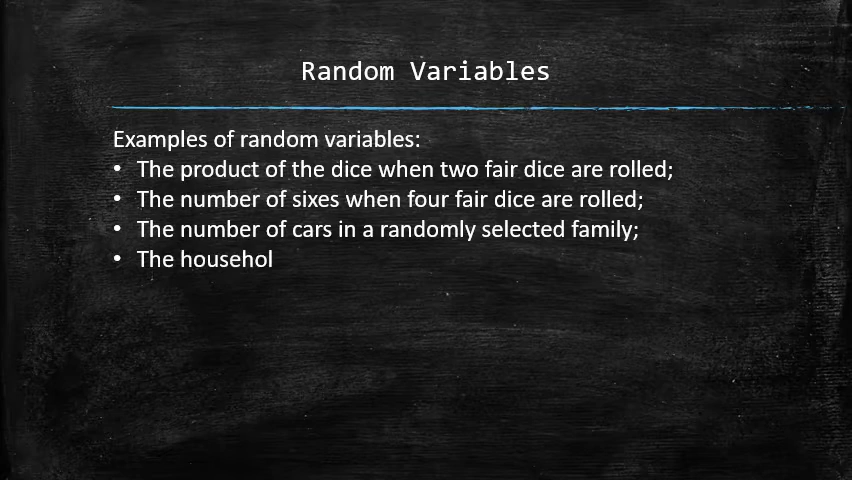 Random Variables
Examples of random variables:
• The product of the dice when two fair dice are rolled;
• The number of sixes when four fair dice are rolled;
• The number of cars in a randomly selected family;
• The househol